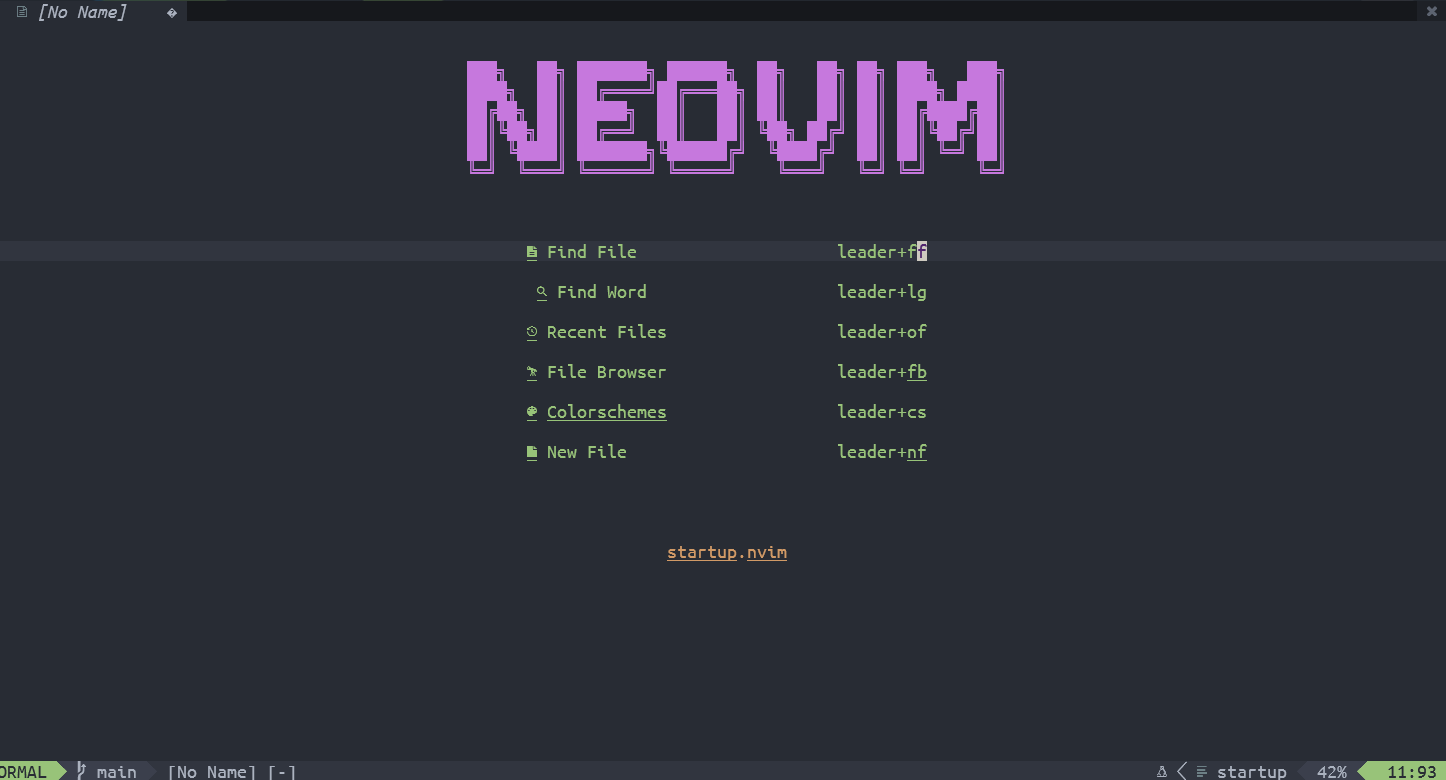 [No Name]
NEOVIM
Find File leader+ff
Find Word leader+lg
Recent Files leader+of
File Browser leader+fb
Colorschemes leader+cs
New File leader+nf
startup.nvim
ORMAL main [No Name] [-] startup 42% 11:93